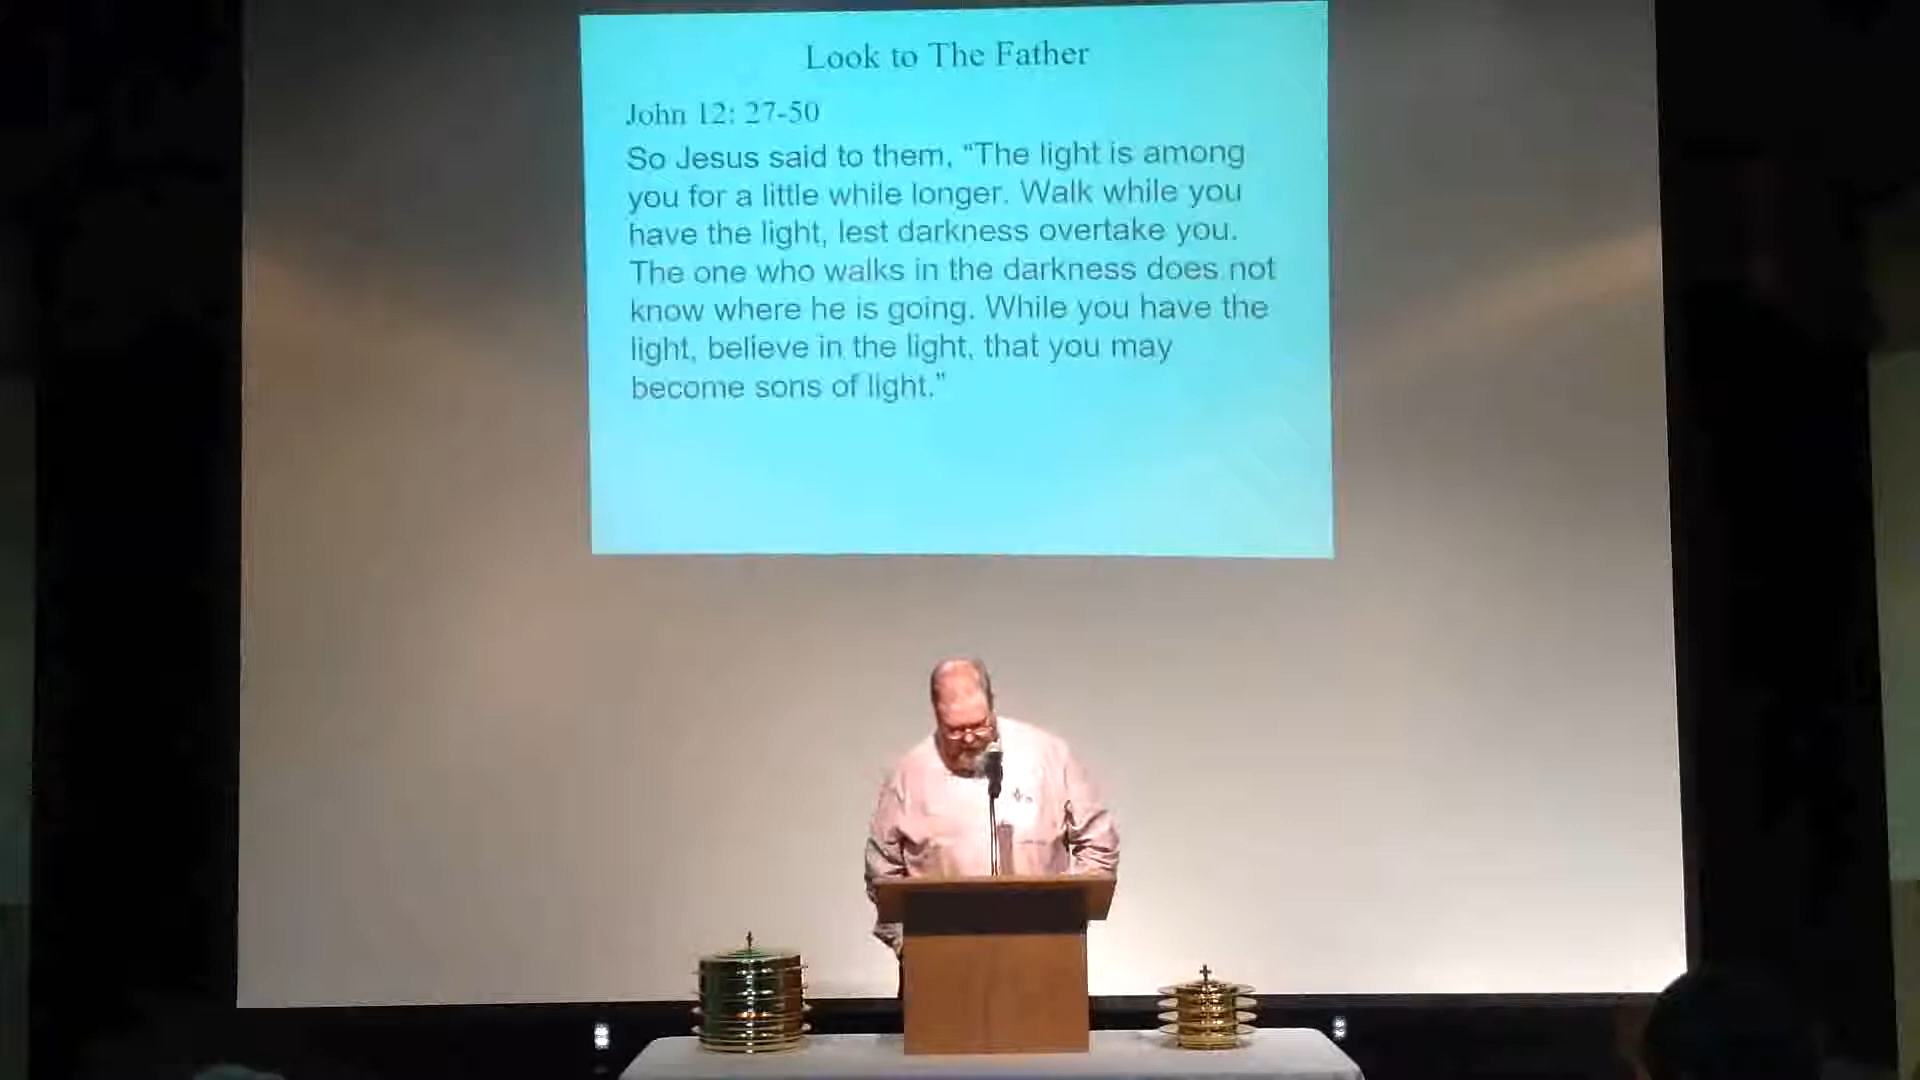 Look to The Father
John 12: 27-50
So Jesus said to them, “The light is among
you for a little while longer. Walk while you
have the light, lest darkness overtake you.
The one who walks in the darkness does not
know where he is going. While you have the
light, believe in the light, that you may
become sons of light.”